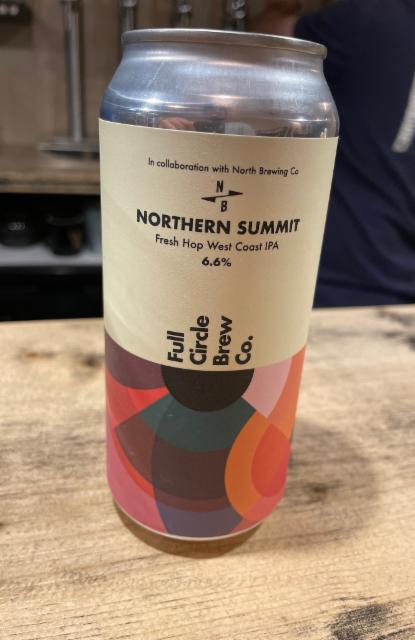 In collaboration with North Brewing Co
N
B
NORTHERN SUMMIT
Fresh Hop West Coast IPA
6.6%
Full
Circle
Brew
Co.